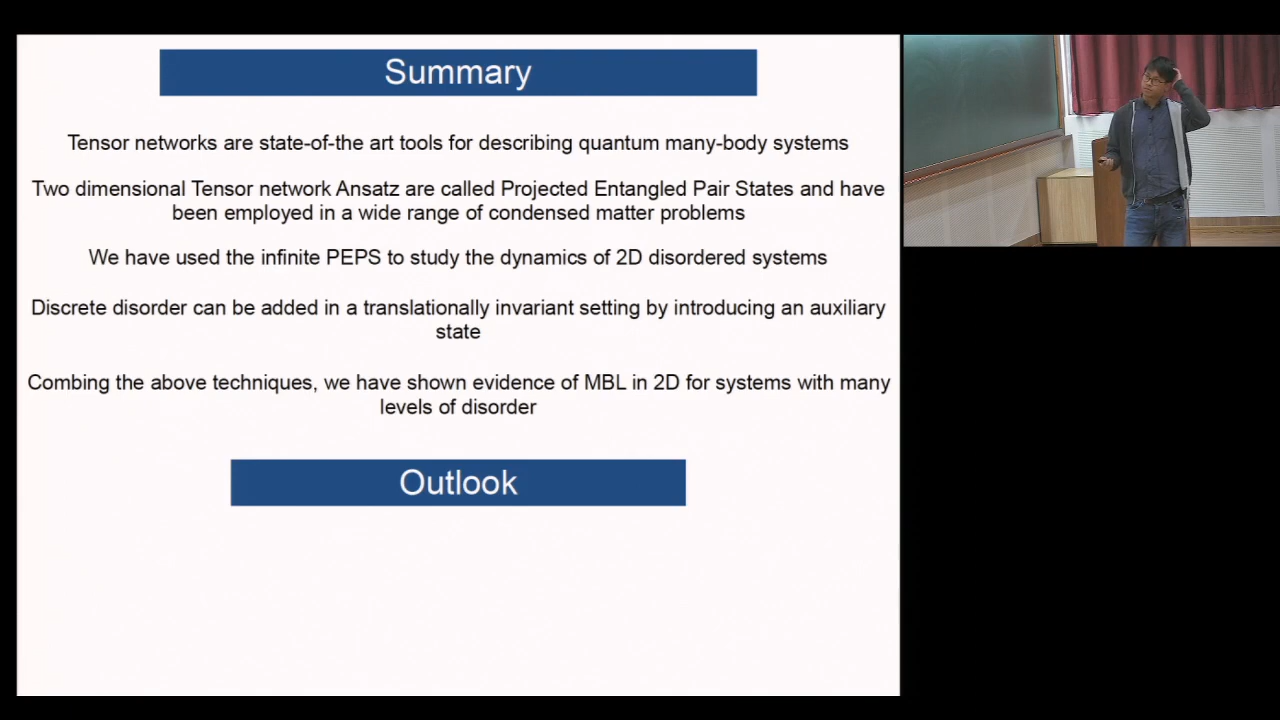 Summary
Tensor networks are state-of-the art tools for describing quantum many-body systems
Two dimensional Tensor network Ansatz are called Projected Entangled Pair States and have
been employed in a wide range of condensed matter problems
We have used the infinite PEPS to study the dynamics of 2D disordered systems
Discrete disorder can be added in a translationally invariant setting by introducing an auxiliary
state
Combing the above techniques, we have shown evidence of MBL in 2D for systems with many
levels of disorder
Outlook